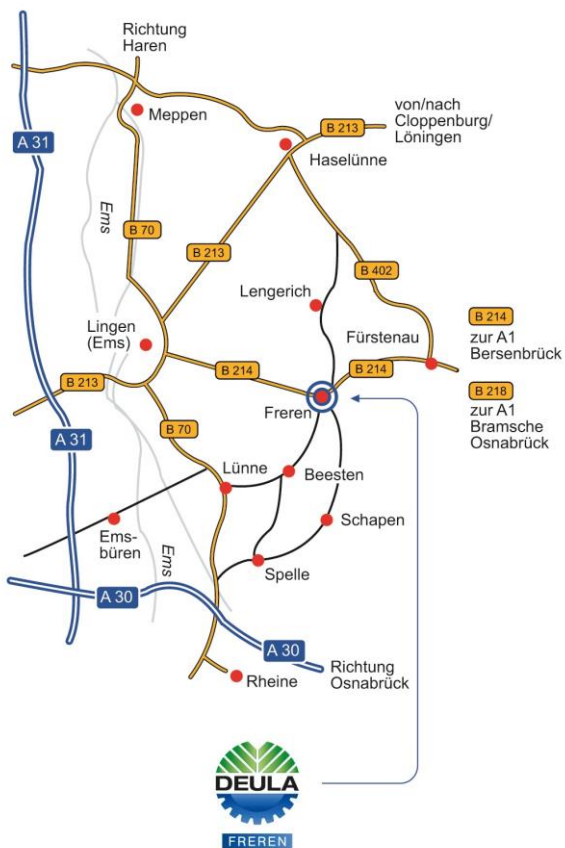 Richtung
Haren
Meppen
A 31
B 213
von/nach
Cloppenburg/
Löningen
Haselünne
Ems
B 70
B 213
B 402
Lengerich
B 214
zur A1
Bersenbrück
Lingen
(Ems)
Fürstenau
B 213
B 214
B 214
B 218
zur A1
Bramsche
Osnabrück
Freren
A 31
B 70
Lünne
Beesten
Schapen
Ems-
büren
Ems
Spelle
A 30
A 30
Richtung
Osnabrück
Rheine
DEULA
FREREN